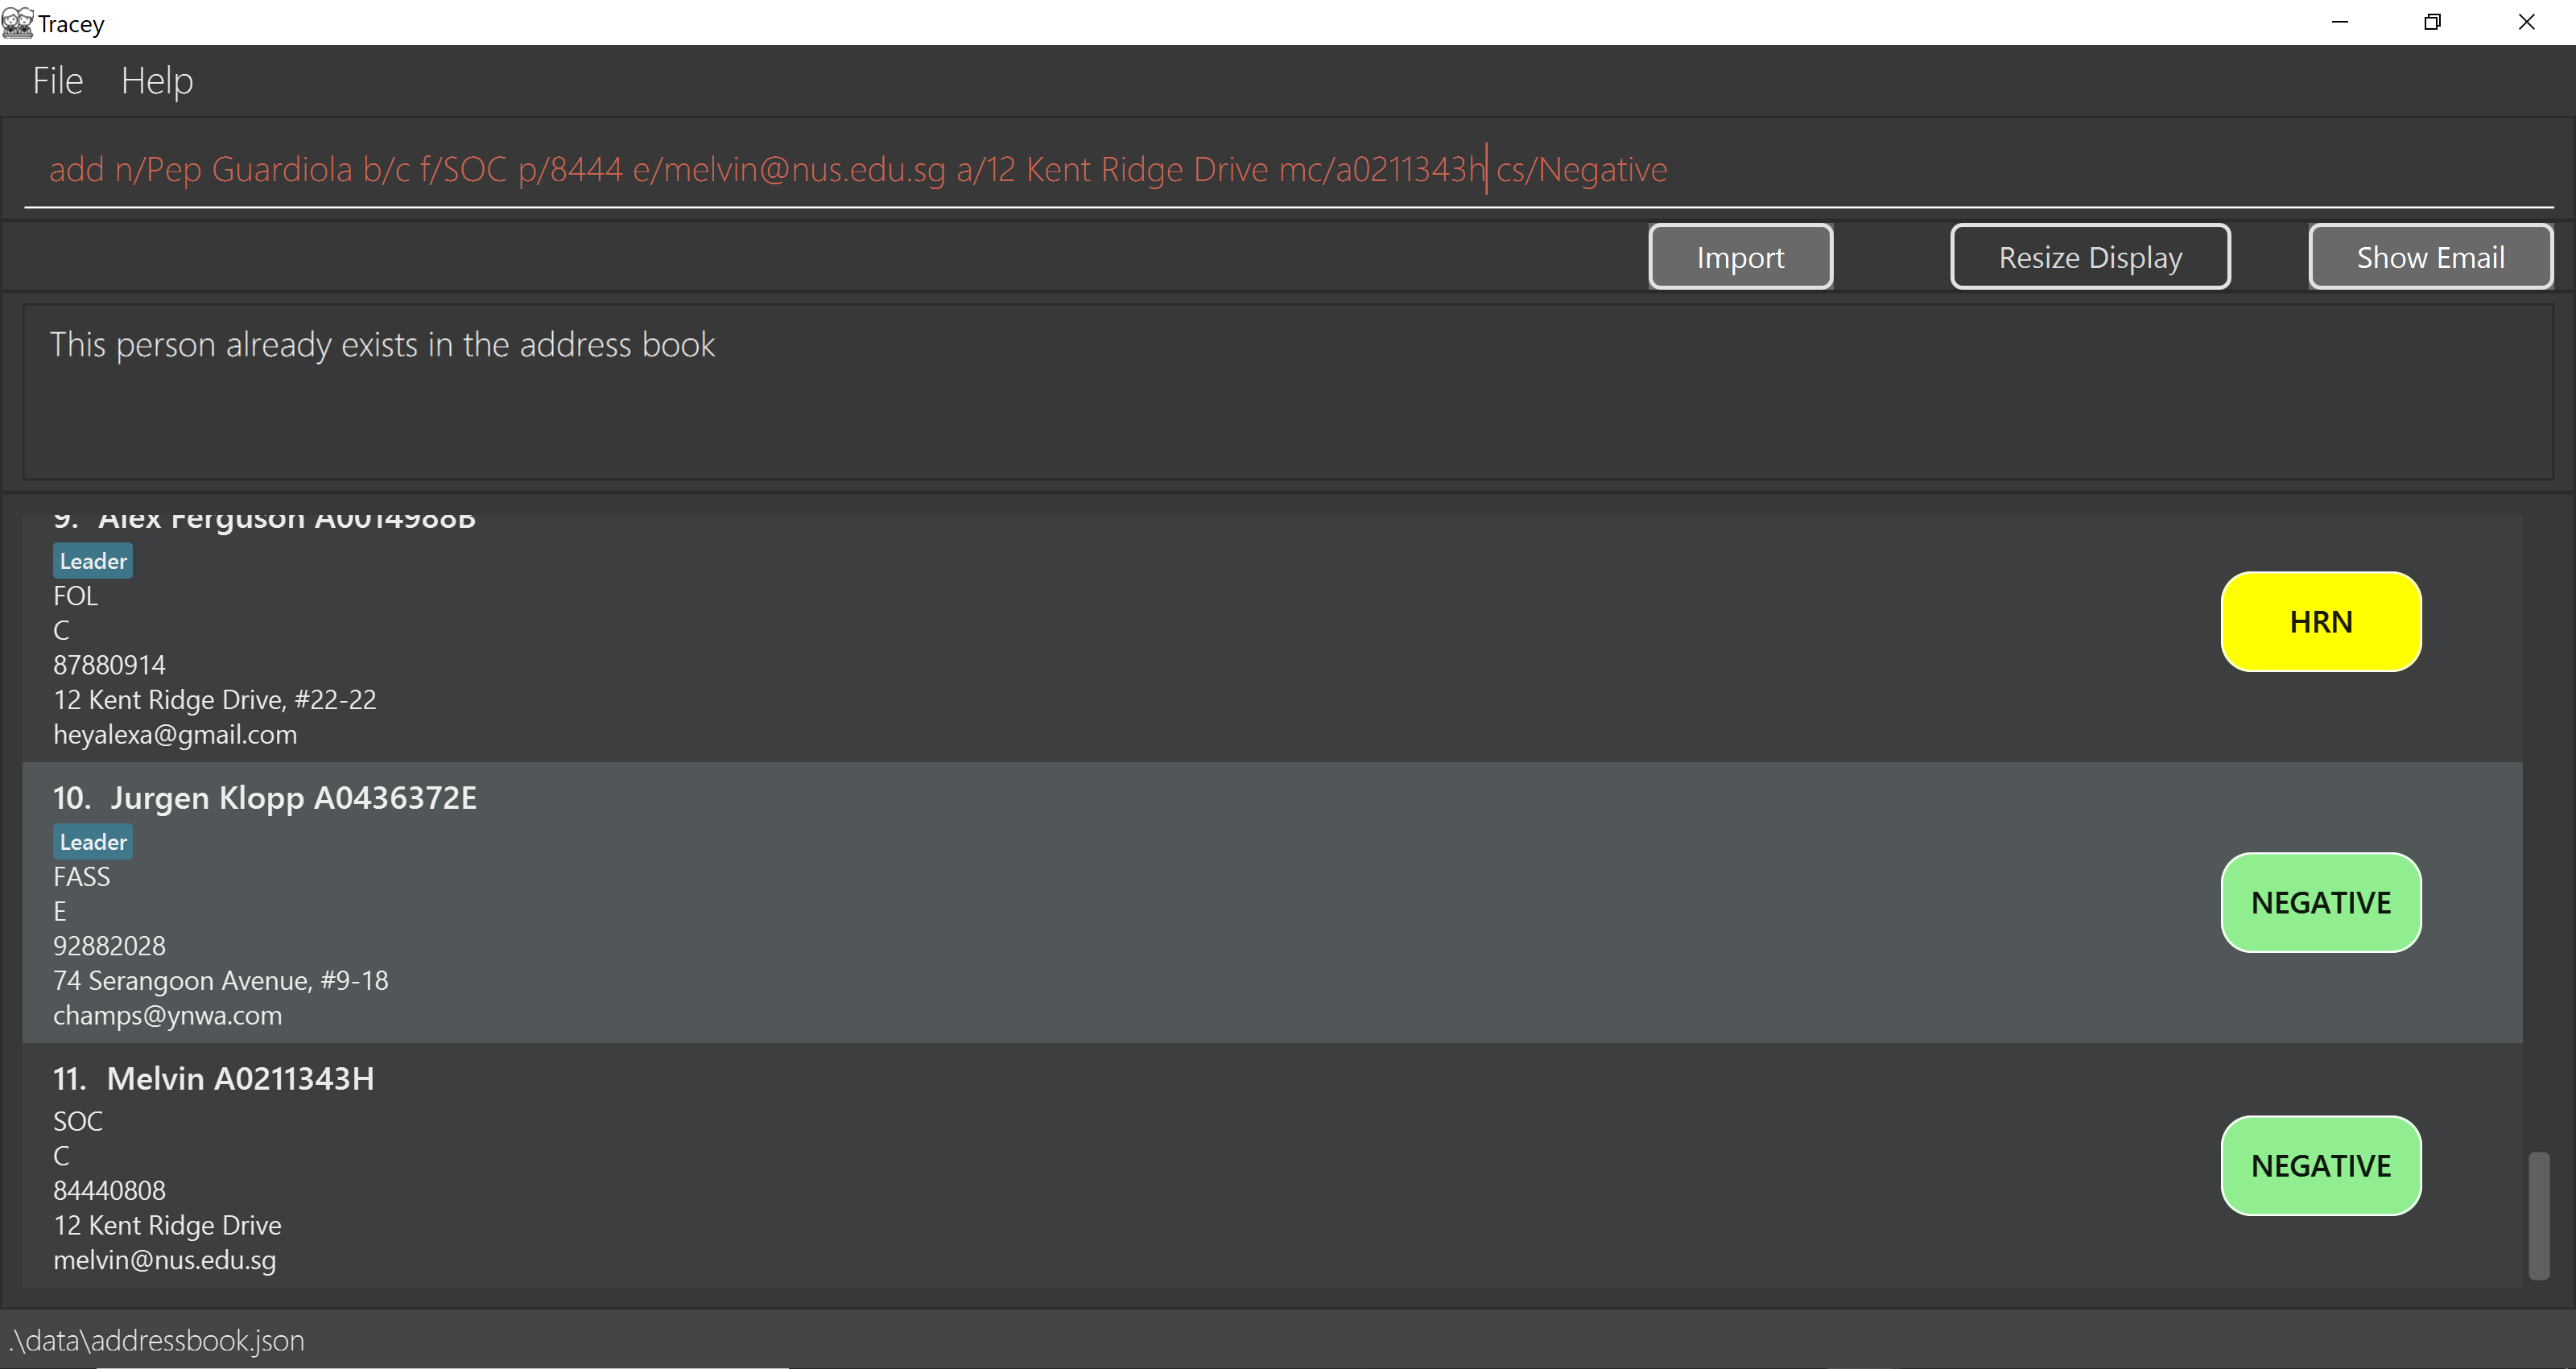 Tracey
File Help
add n/Pep Guardiola b/c f/SOC p/8444 e/melvin@nus.edu.sg a/12 Kent Ridge Drive mc/a0211343h cs/Negative
Import Resize Display Show Email
This person already exists in the address book
9. Alex Ferguson A0014988B
Leader
FOL
C
87880914
12 Kent Ridge Drive, #22-22
heyalexa@gmail.com
HRN
10. Jurgen Klopp A0436372E
Leader
FASS
E
92882028
74 Serangoon Avenue, #9-18
champs@ynwa.com
NEGATIVE
11. Melvin A0211343H
SOC
C
84440808
12 Kent Ridge Drive
melvin@nus.edu.sg
NEGATIVE
.\data\addressbook.json